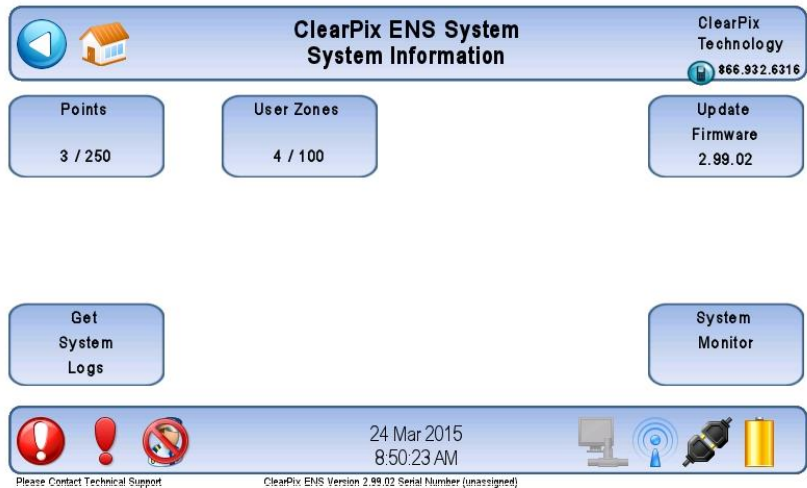 ClearPix ENS System
System Information
ClearPix
Technology
866.932.6316
Points
3 / 250
User Zones
4 / 100
Update
Firmware
2.99.02
Get
System
Logs
System
Monitor
24 Mar 2015
8:50:23 AM
Please Contact Technical Support
ClearPix ENS Version 2.99.02 Serial Number (unassigned)